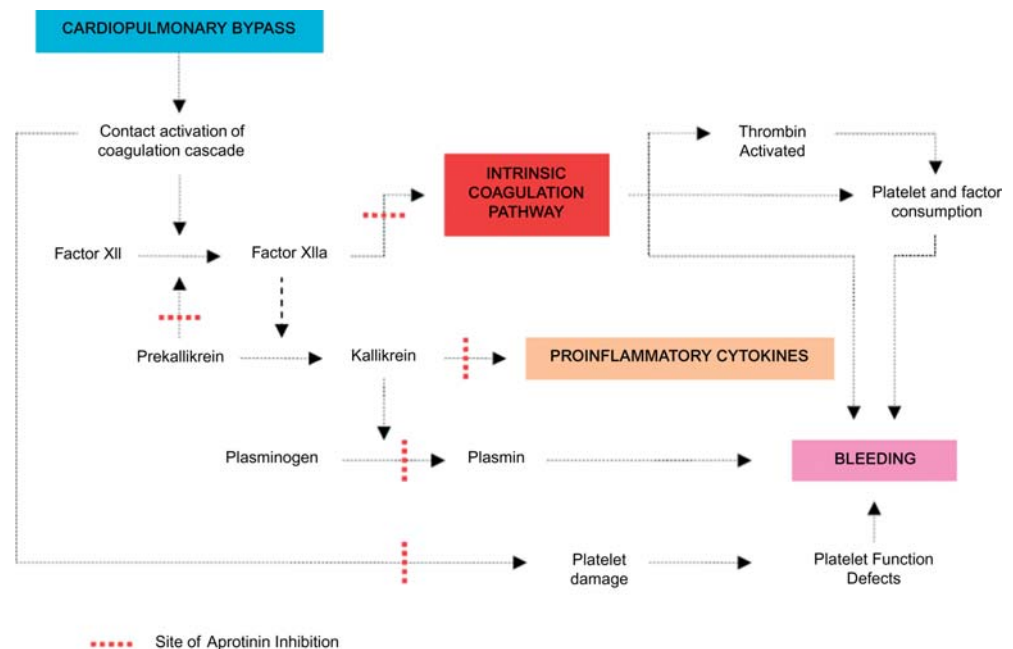 CARDIOPULMONARY BYPASS
Contact activation of
coagulation cascade
Thrombin
Activated
INTRINSIC
COAGULATION
PATHWAY
Platelet and factor
consumption
Factor XII
Factor XIIa
Prekallikrein
Kallikrein
PROINFLAMMATORY CYTOKINES
Plasminogen
Plasmin
BLEEDING
Platelet
damage
Platelet Function
Defects
Site of Aprotinin Inhibition